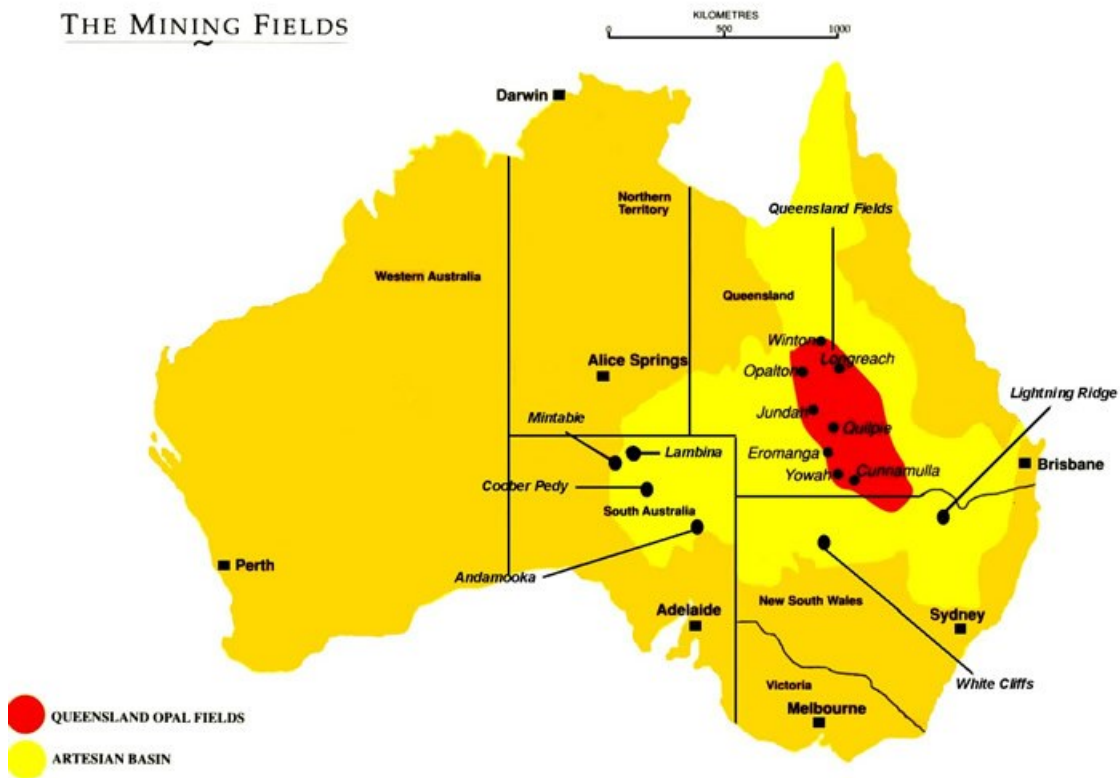 THE MINING FIELDS
KILOMETRES
0 500 1000
Darwin
Northern
Territory
Queensland Fields
Western Australia
Queensland
Winton
Longreach
Alice Springs
Opalton
Lightning Ridge
Mintabie
Jundah
Quilpie
Lambina
Eromanga
Brisbane
Yowah
Cunnamulla
Coober Pedy
South Australia
Perth
Andamooka
New South Wales
Adelaide
Sydney
White Cliffs
Victoria
Melbourne
QUEENSLAND OPAL FIELDS
ARTESIAN BASIN